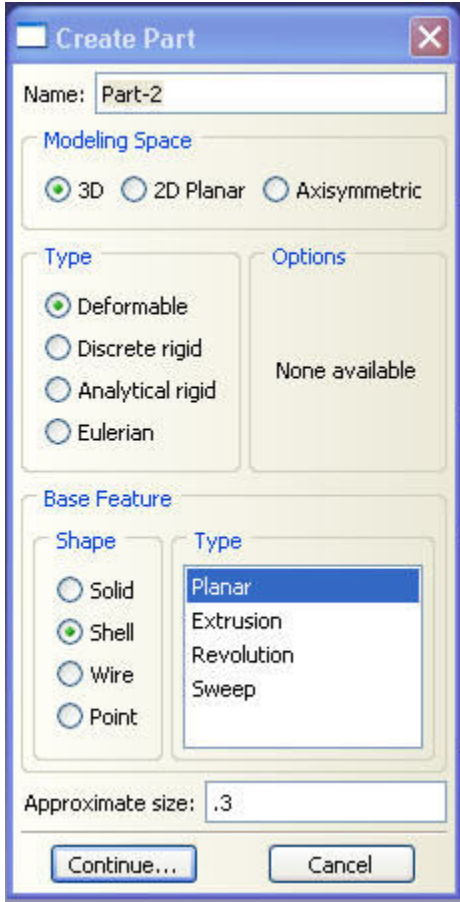 Create Part
Name: Part-2
Modeling Space
3D 2D Planar Axisymmetric
Type
Deformable
Discrete rigid
Analytical rigid
Eulerian
Options
None available
Base Feature
Shape
Solid
Shell
Wire
Point
Type
Planar
Extrusion
Revolution
Sweep
Approximate size: .3
Continue... Cancel